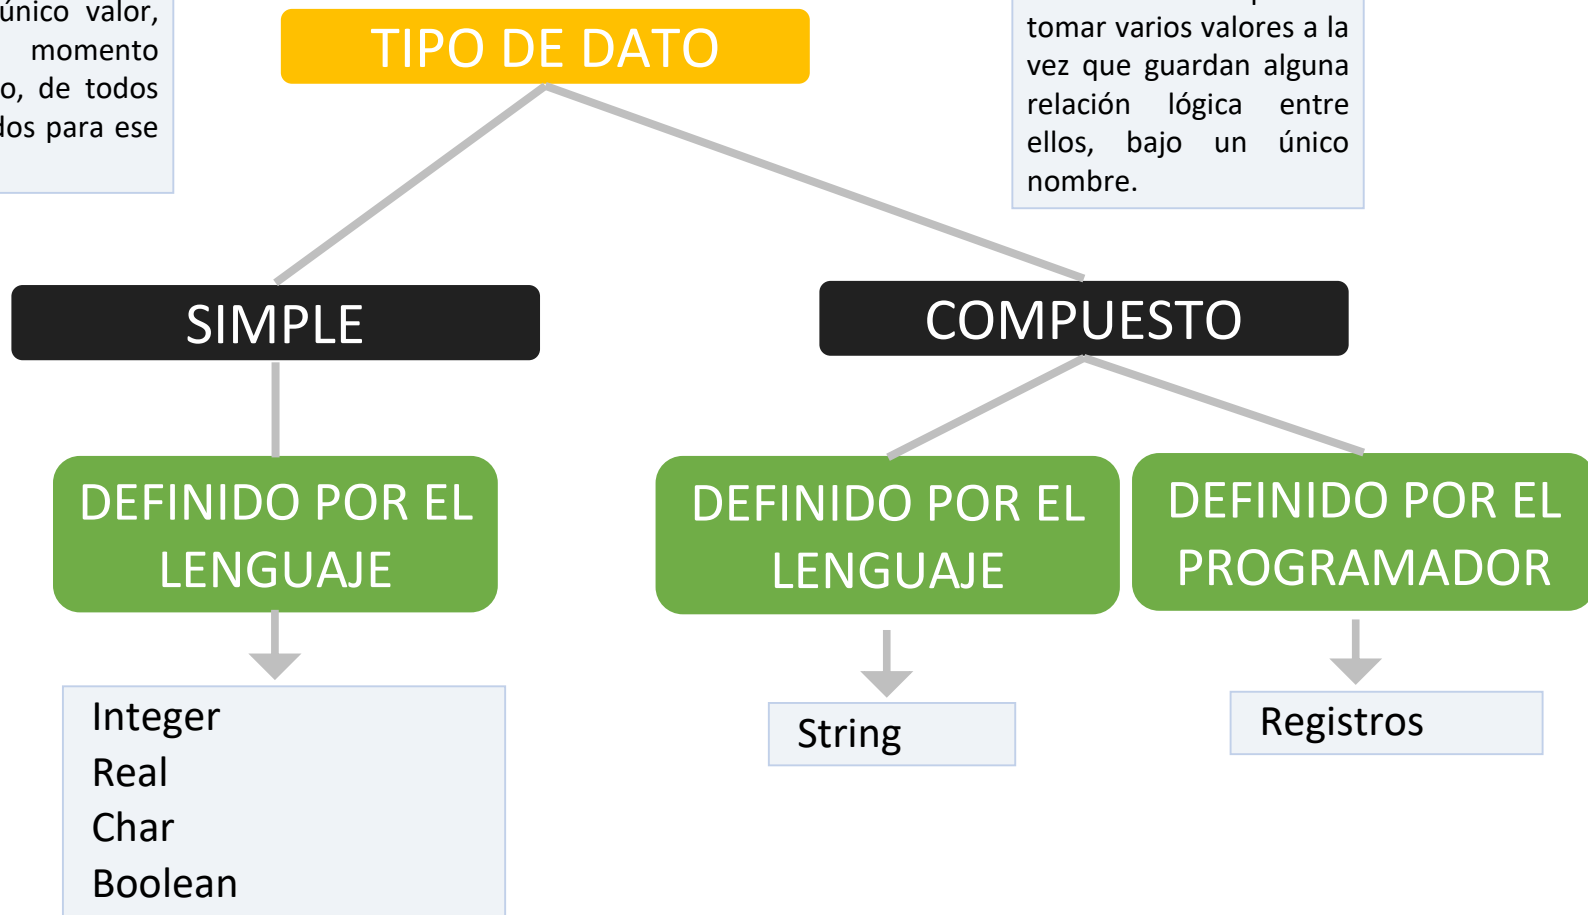 único valor,
momento
o, de todos
dos para ese
TIPO DE DATO
tomar varios valores a la
vez que guardan alguna
relación lógica entre
ellos, bajo un único
nombre.
SIMPLE
COMPUESTO
DEFINIDO POR EL
LENGUAJE
DEFINIDO POR EL
LENGUAJE
DEFINIDO POR EL
PROGRAMADOR
Integer
Real
Char
Boolean
String
Registros